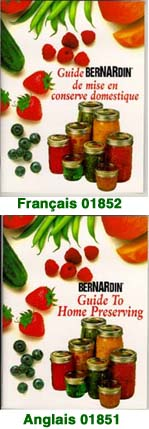 Guide BERNARDIN
de mise en
conserve domestique
Français 01852
BERNARDIN
Guide To
Home Preserving
Anglais 01851